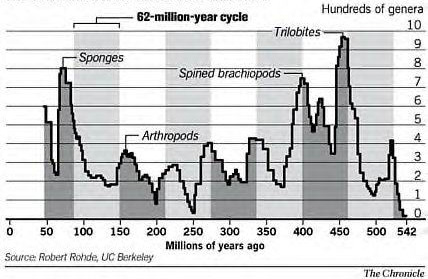 Hundreds of genera
62-million-year cycle
Trilobites
Sponges
Spined brachiopods
Arthropods
10
9
8
7
6
5
4
3
2
1
0
0 50 100 150 200 250 300 350 400 450 500 542
Millions of years ago
Source: Robert Rohde, UC Berkeley
The Chronicle